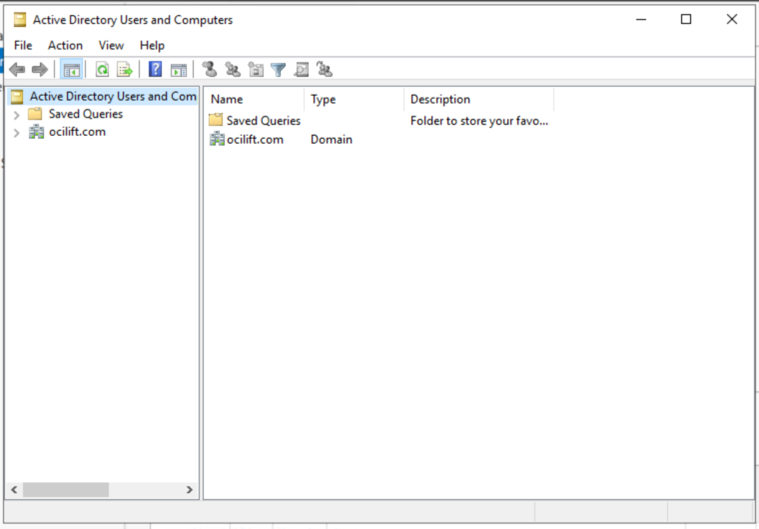 Active Directory Users and Computers
File Action View Help
Active Directory Users and Com
Saved Queries
ocilift.com
Name Type Description
Saved Queries Folder to store your favo...
ocilift.com Domain